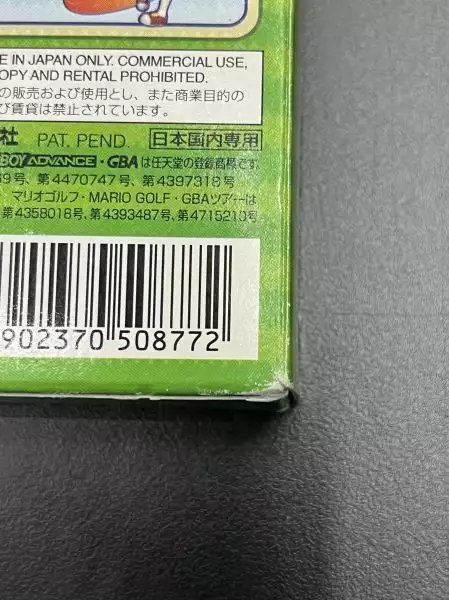 E IN JAPAN ONLY. COMMERCIAL USE,
OPY AND RENTAL PROHIBITED.
の販売および使用とし、また商業目的の
び賃貸は禁止されています。
社 PAT. PEND. 日本国内専用
BOY ADVANCE・GBAは任天堂の登録商標です
49号、第4470747号、第4397318号
マリオゴルフ・MARIO GOLF・GBAツアーは
第4358018号、第4393487号、第4715210号
902370 508772